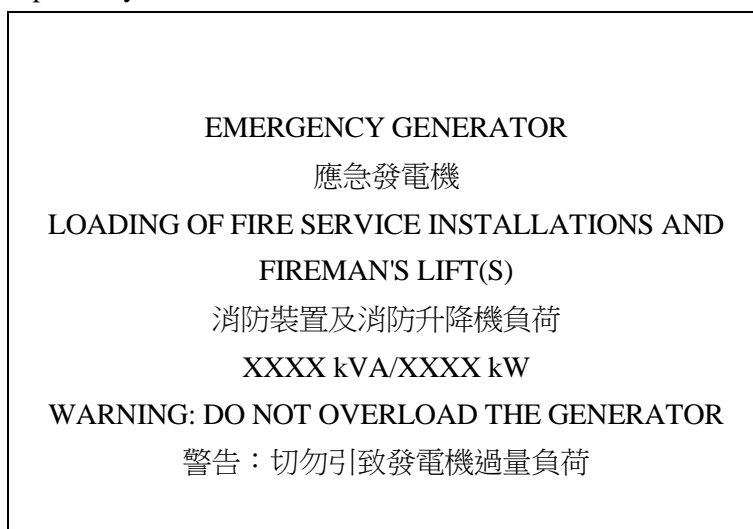 EMERGENCY GENERATOR
應急發電機
LOADING OF FIRE SERVICE INSTALLATIONS AND
FIREMAN'S LIFT(S)
消防裝置及消防升降機負荷
XXXX kVA/XXXX kW
WARNING: DO NOT OVERLOAD THE GENERATOR
警告：切勿引致發電機過量負荷